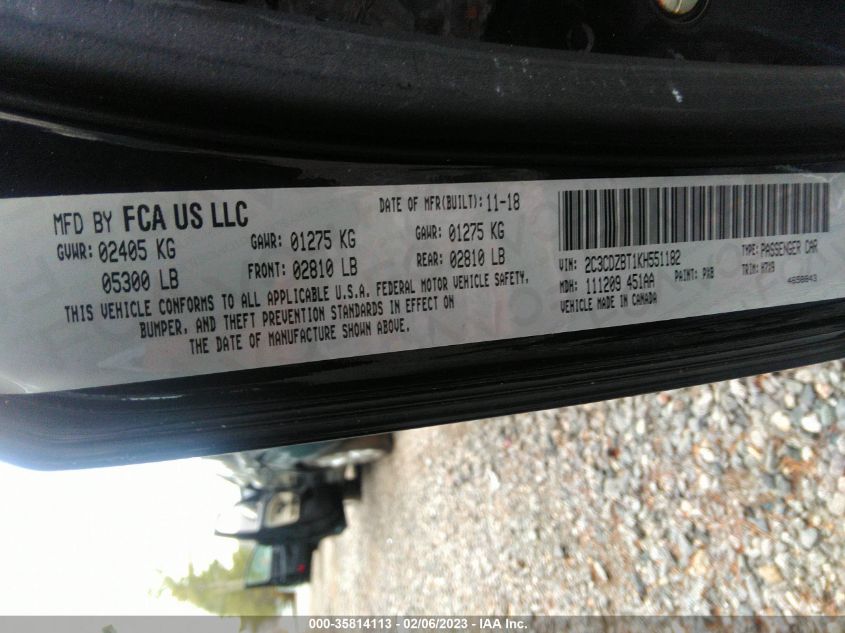 MFD BY FCA US LLC
DATE OF MFR(BUILT): 11-18
GVWR: 02405 KG
05300 LB
GAWR: 01275 KG
FRONT: 02810 LB
GAWR: 01275 KG
REAR: 02810 LB
THIS VEHICLE CONFORMS TO ALL APPLICABLE U.S.A. FEDERAL MOTOR VEHICLE SAFETY,
BUMPER, AND THEFT PREVENTION STANDARDS IN EFFECT ON
THE DATE OF MANUFACTURE SHOWN ABOVE.
VIN: 2C3CDZBT1KH551182
TYPE: PASSENGER CAR
MDH: 111209 451AA
PAINT: PX8
TRIM: H7X9
VEHICLE MADE IN CANADA
000-35814113 - 02/06/2023 - IAA Inc.